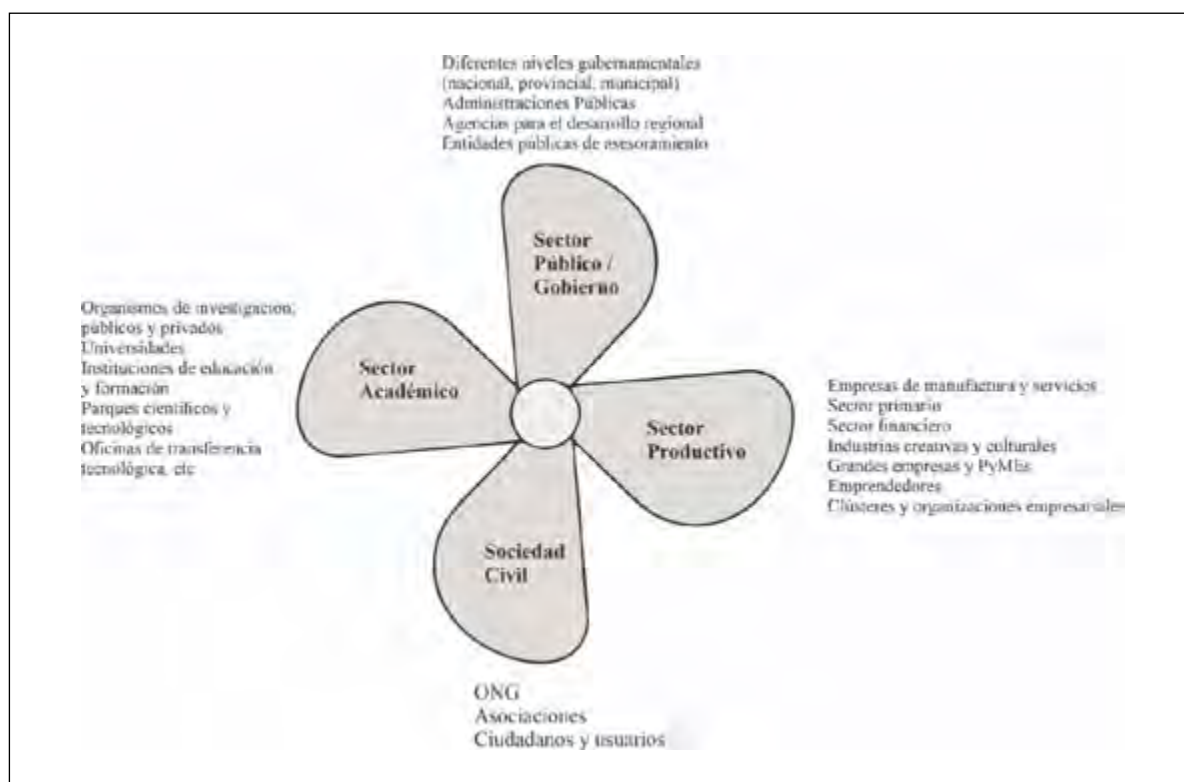 Diferentes niveles gubernamentales
(nacional, provincial, municipal)
Administraciones Públicas
Agencias para el desarrollo regional
Entidades públicas de asesoramiento
Sector
Público /
Gobierno
Organismos de investigación,
públicos y privados
Universidades
Instituciones de educación
y formación
Parques científicos y
tecnológicos
Oficinas de transferencia
tecnológica, etc
Sector
Académico
Sector
Productivo
Empresas de manufactura y servicios
Sector primario
Sector financiero
Industrias creativas y culturales
Grandes empresas y PyMEs
Emprendedores
Clústeres y organizaciones empresariales
Sociedad
Civil
ONG
Asociaciones
Ciudadanos y usuarios